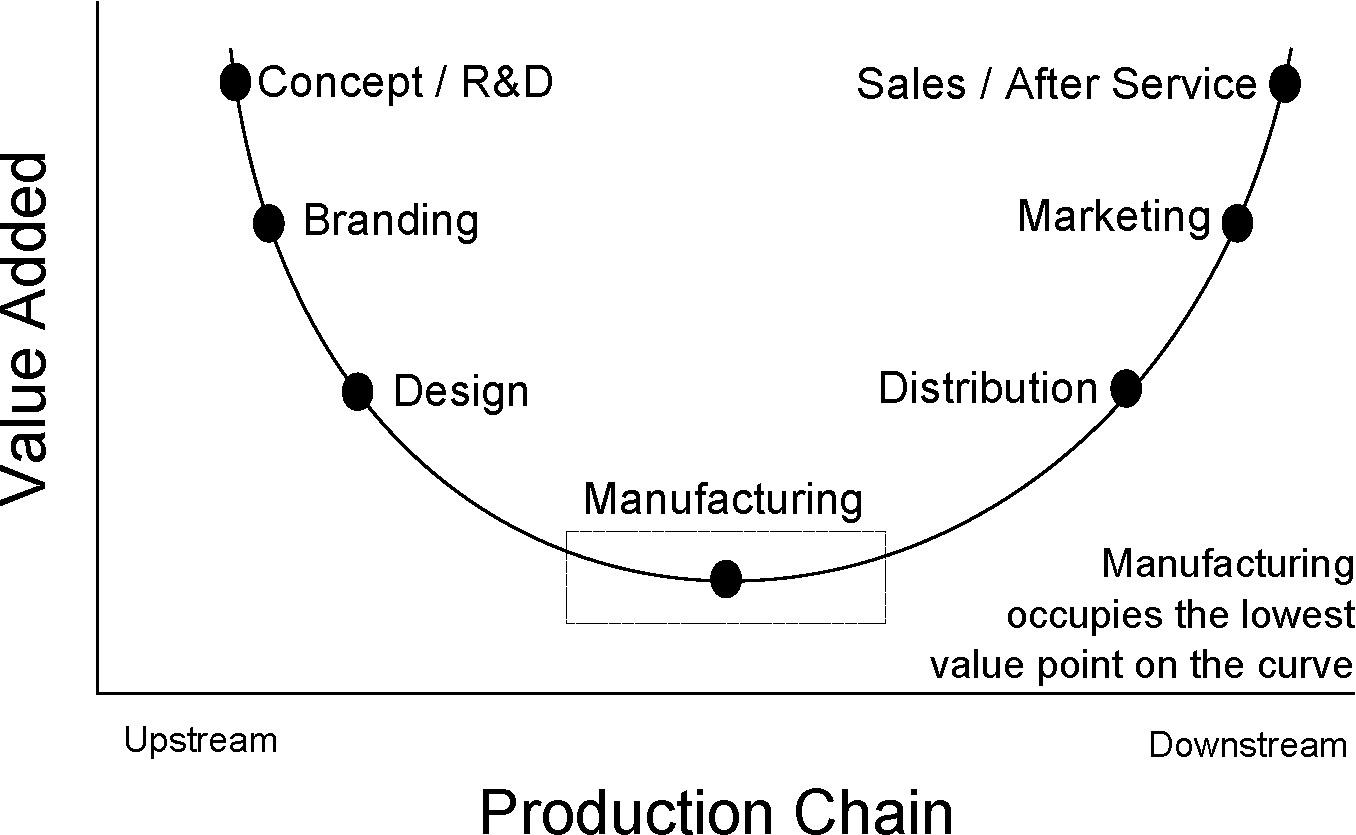 Concept / R&D
Sales / After Service
Branding
Marketing
Design
Distribution
Manufacturing
Manufacturing
occupies the lowest
value point on the curve
Value Added
Upstream
Downstream
Production Chain